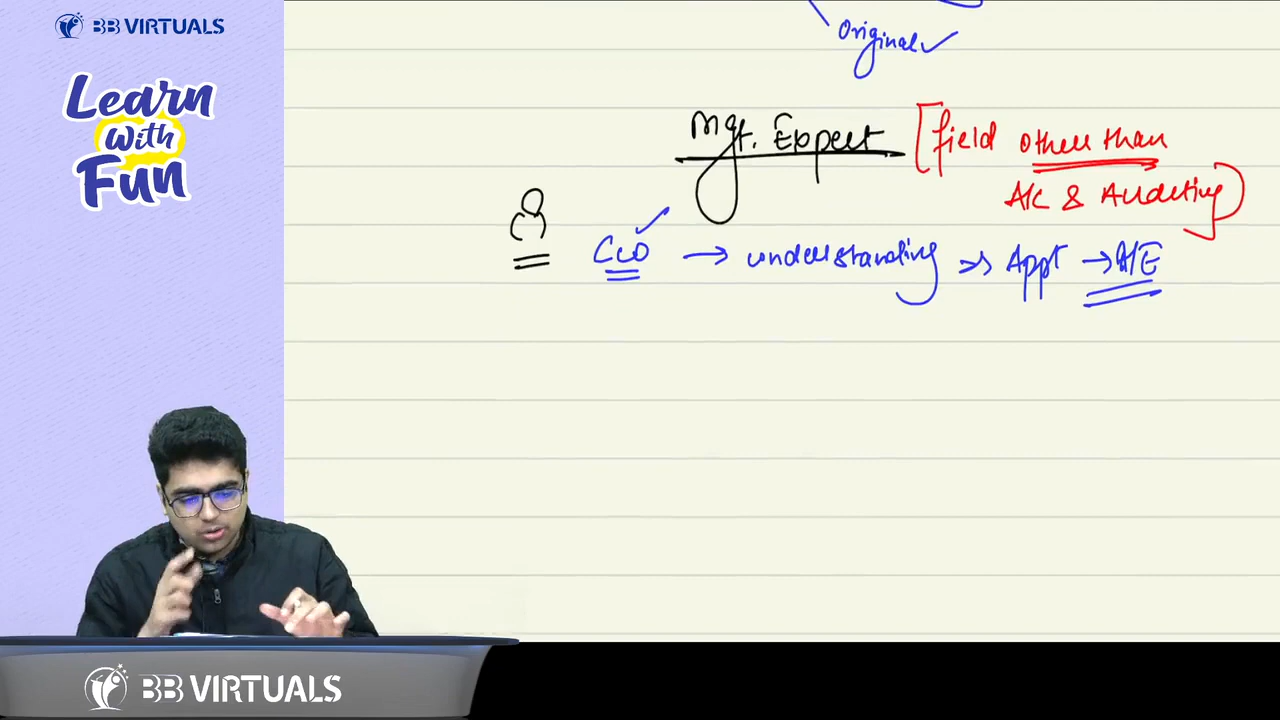 BB VIRTUALS
Learn
with
Fun
Original
Mgt. Expert [field other than
A/C & Auditing]
CCO → understanding ⇒ Appt → A/E
BB VIRTUALS